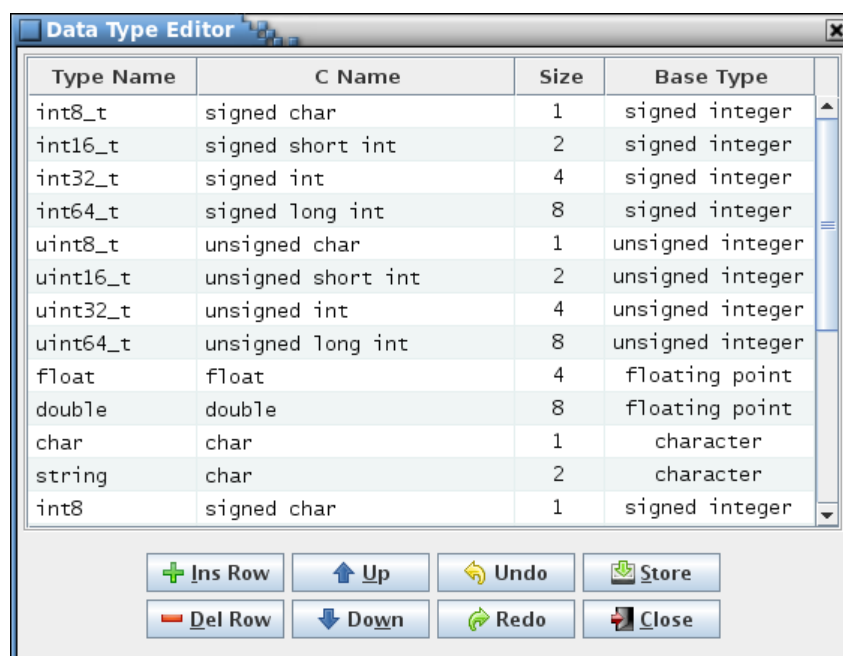 Data Type Editor
Type Name C Name Size Base Type
int8_t signed char 1 signed integer
int16_t signed short int 2 signed integer
int32_t signed int 4 signed integer
int64_t signed long int 8 signed integer
uint8_t unsigned char 1 unsigned integer
uint16_t unsigned short int 2 unsigned integer
uint32_t unsigned int 4 unsigned integer
uint64_t unsigned long int 8 unsigned integer
float float 4 floating point
double double 8 floating point
char char 1 character
string char 2 character
int8 signed char 1 signed integer
Ins Row Up Undo Store
Del Row Down Redo Close